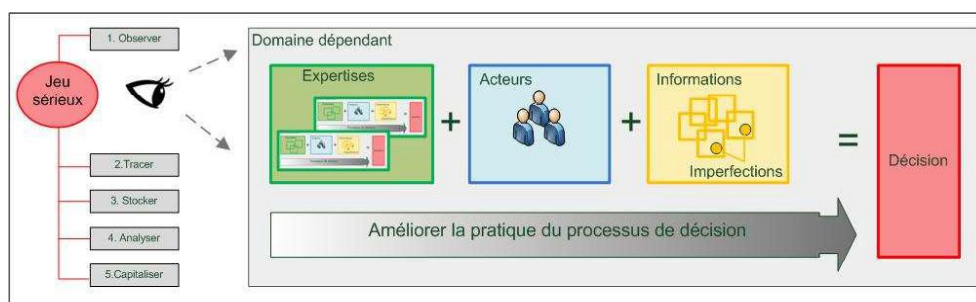 Jeu
sérieux
1. Observer
2.Tracer
3. Stocker
4. Analyser
5.Capitaliser
Domaine dépendant
Expertises
+
Acteurs
+
Informations
Imperfections
=
Décision
Améliorer la pratique du processus de décision